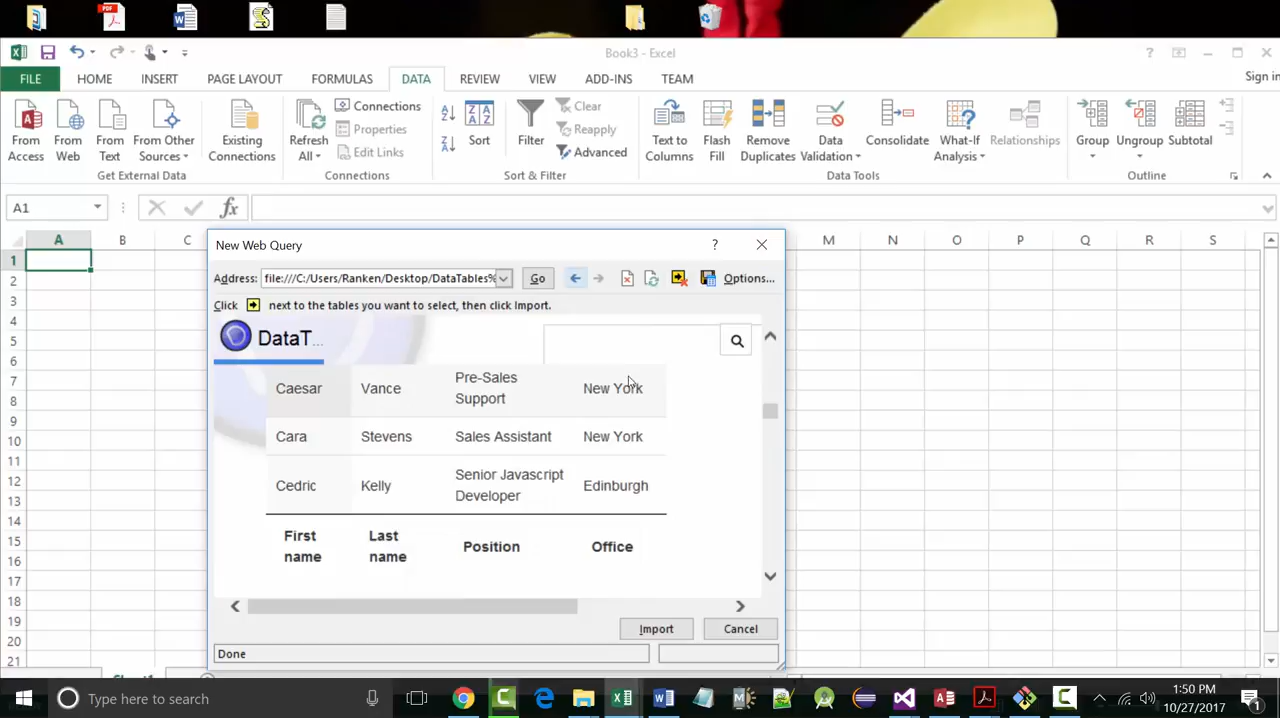 PDF
Book3 - Excel
?
FILE
HOME
INSERT
PAGE LAYOUT
FORMULAS
DATA
REVIEW
VIEW
ADD-INS
TEAM
Sign in
From Access
From Web
From Text
From Other Sources
Existing Connections
Refresh All
Connections
Properties
Edit Links
Sort
Filter
Clear
Reapply
Advanced
Text to Columns
Flash Fill
Remove Duplicates
Data Validation
Consolidate
What-If Analysis
Relationships
Group
Ungroup
Subtotal
Get External Data
Connections
Sort & Filter
Data Tools
Outline
A1
fx
A B C M N O P Q R S
1
2
3
4
5
6
7
8
9
10
11
12
13
14
15
16
17
18
19
20
21
New Web Query
?
Address: file:///C:/Users/Ranken/Desktop/DataTables% Go Options...
Click next to the tables you want to select, then click Import.
DataT...
Caesar Vance Pre-Sales Support New York
Cara Stevens Sales Assistant New York
Cedric Kelly Senior Javascript Developer Edinburgh
First name Last name Position Office
Import Cancel
Done
Type here to search
1:50 PM
10/27/2017